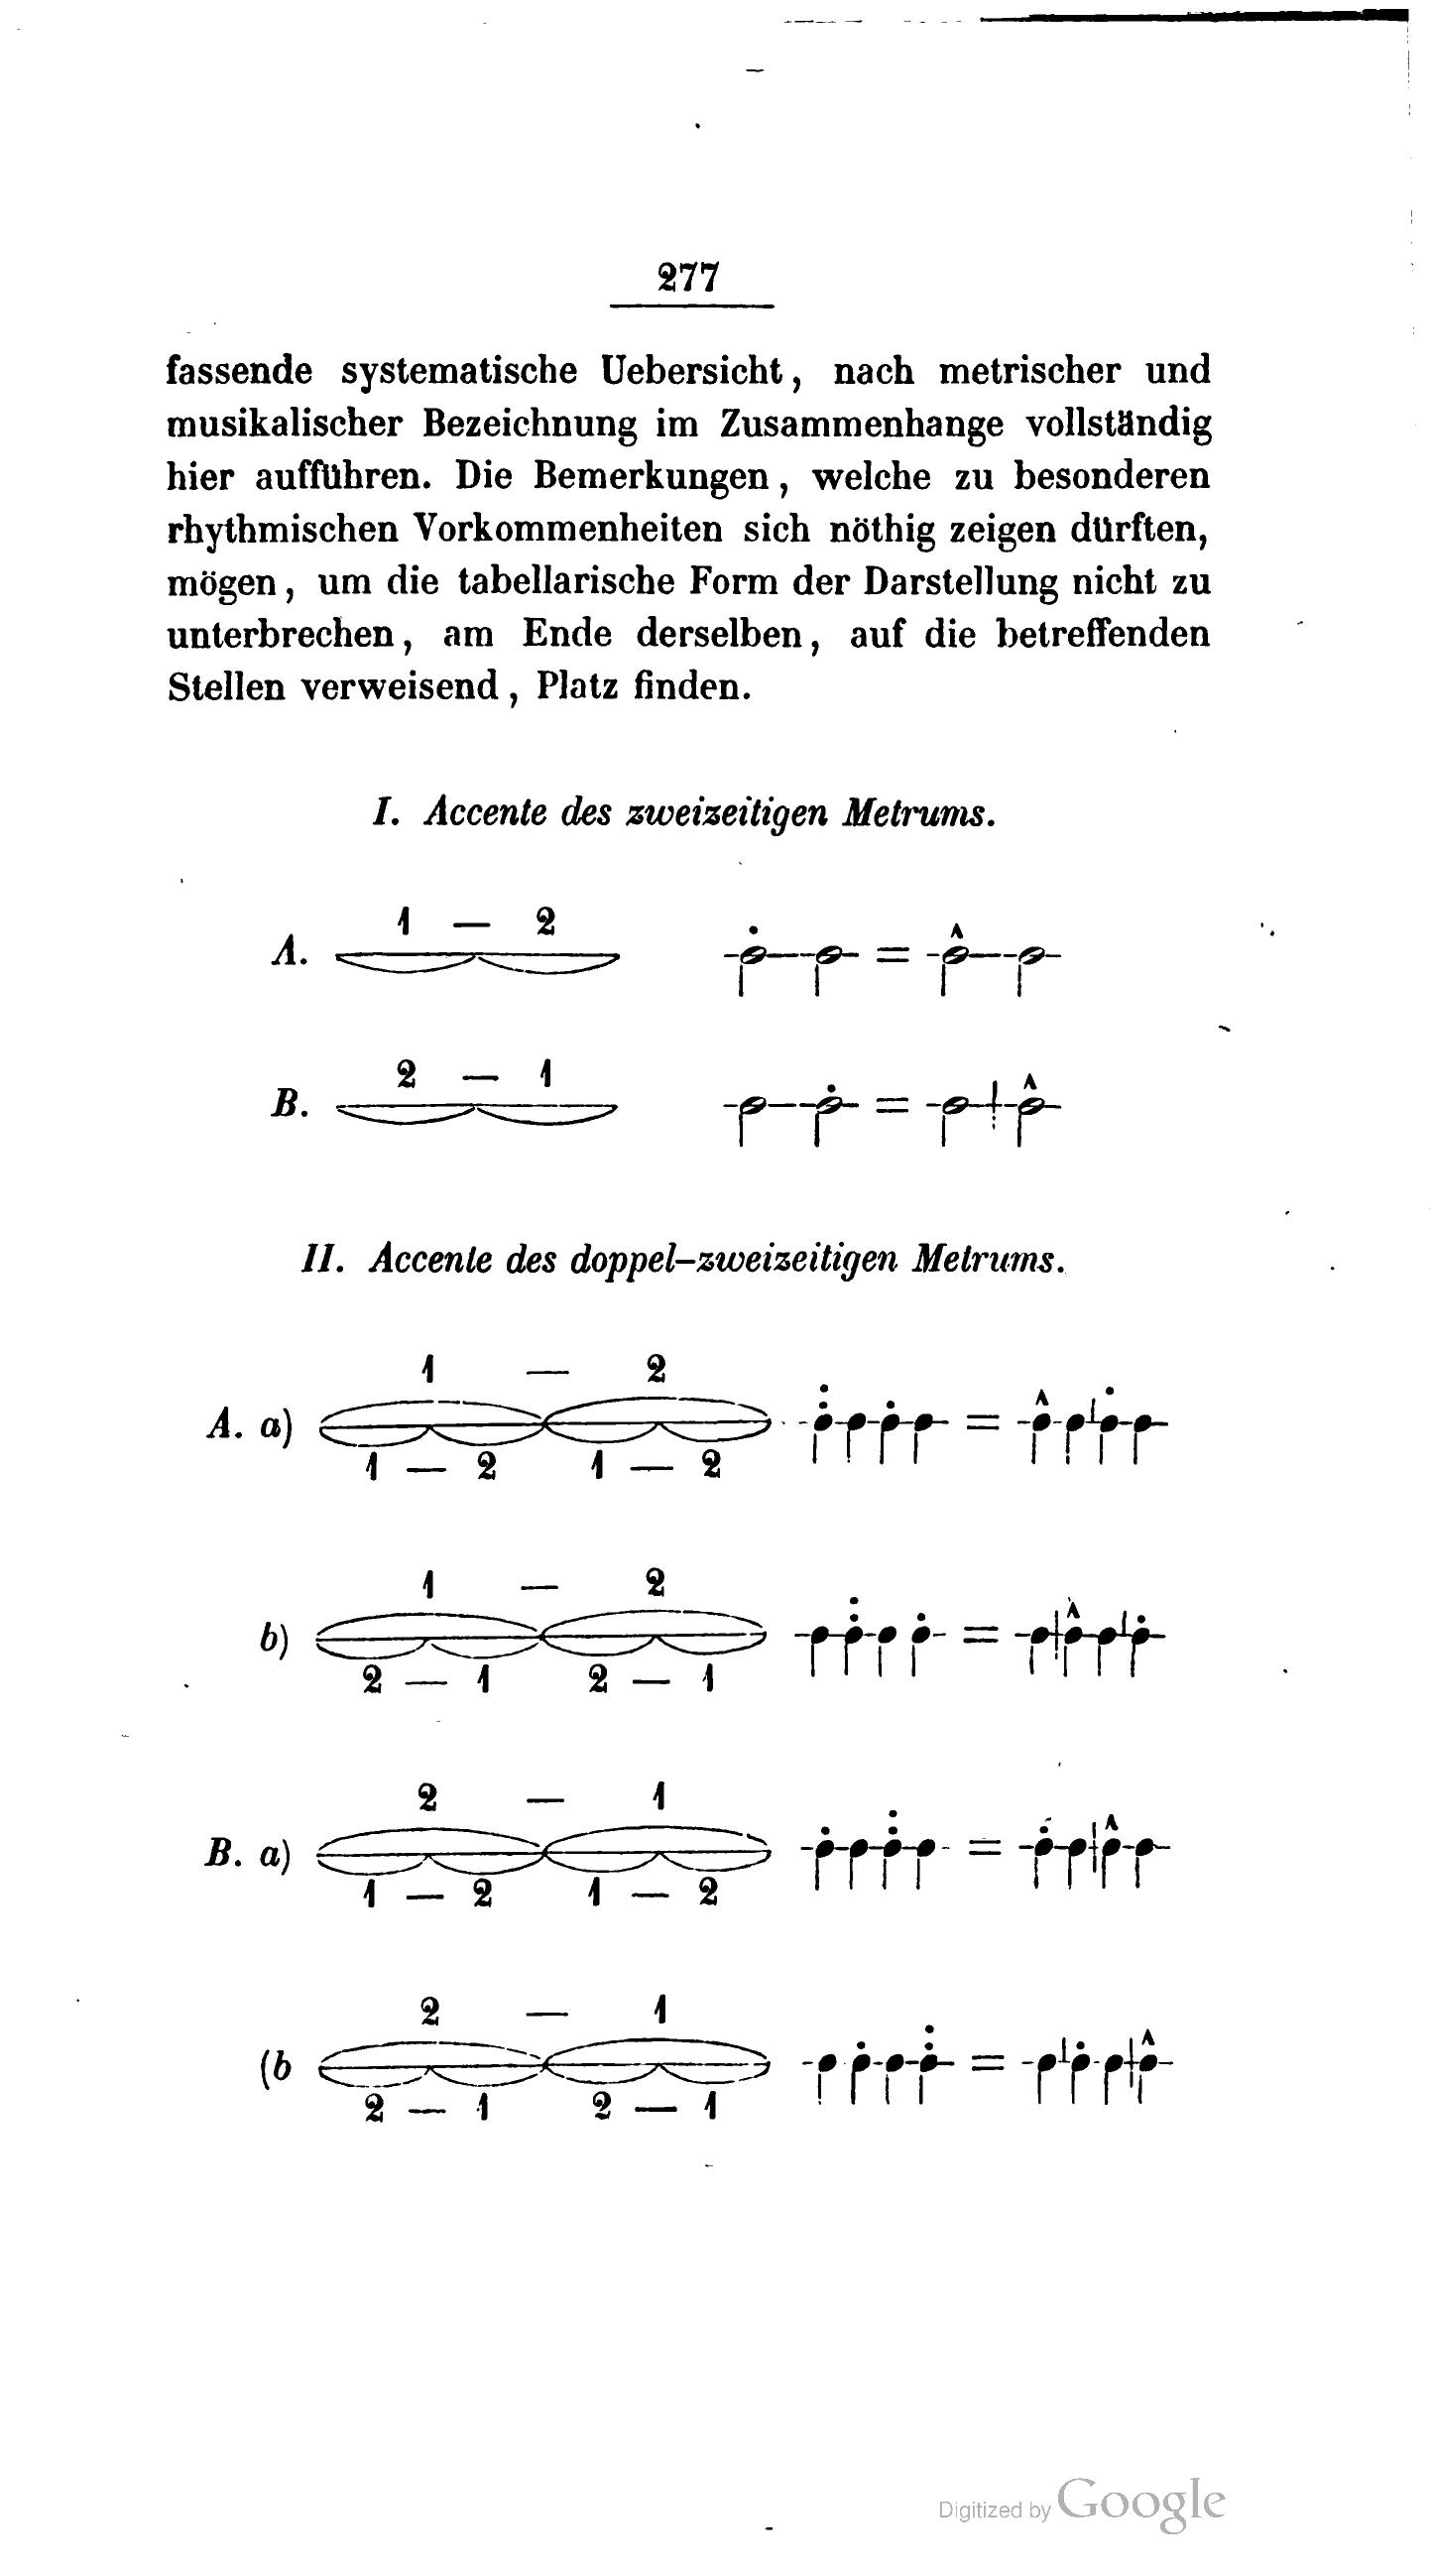 277
fassende systematische Uebersicht, nach metrischer und
musikalischer Bezeichnung im Zusammenhange vollständig
hier aufführen. Die Bemerkungen, welche zu besonderen
rhythmischen Vorkommenheiten sich nöthig zeigen dürften,
mögen, um die tabellarische Form der Darstellung nicht zu
unterbrechen, am Ende derselben, auf die betreffenden
Stellen verweisend, Platz finden.
I. Accente des zweizeitigen Metrums.
1 — 2
A. =
2 — 1
B. =
II. Accente des doppel-zweizeitigen Metrums.
1 — 2
A. a) =
1 — 2 1 — 2
1 — 2
b) =
2 — 1 2 — 1
2 — 1
B. a) =
1 — 2 1 — 2
2 — 1
(b =
2 — 1 2 — 1
Digitized by Google